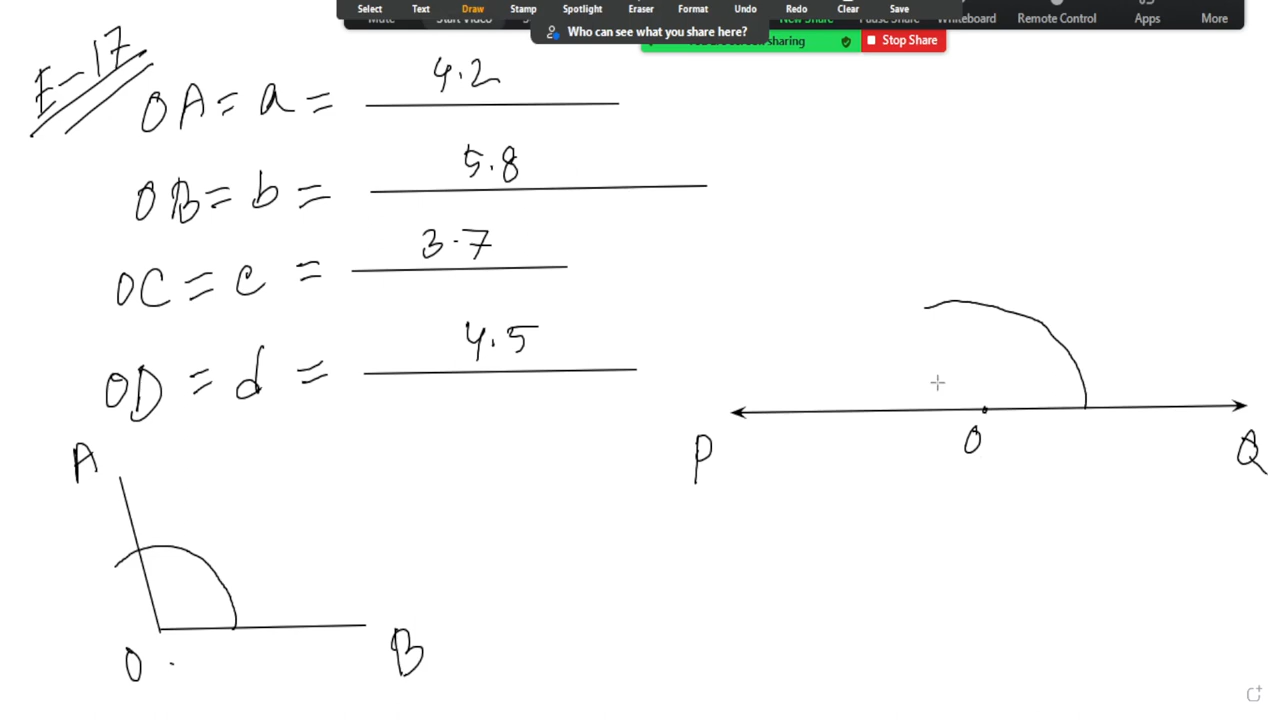 Select Text Draw Stamp Spotlight Eraser Format Undo Redo Clear Save
Remote Control Apps More
Who can see what you share here?
sharing Stop Share
E-17
OA = a = 4.2
OB = b = 5.8
OC = c = 3.7
OD = d = 4.5
P O Q
A
O B